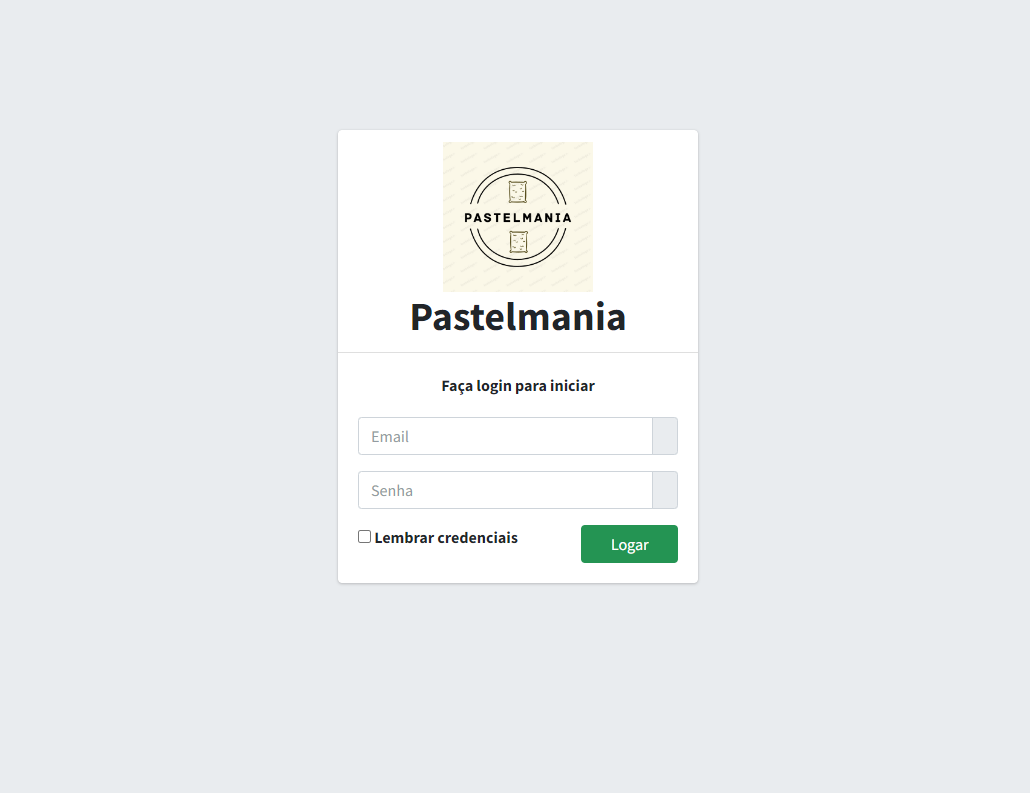 PASTELMANIA
Pastelmania
Faça login para iniciar
Email
Senha
Lembrar credenciais
Logar